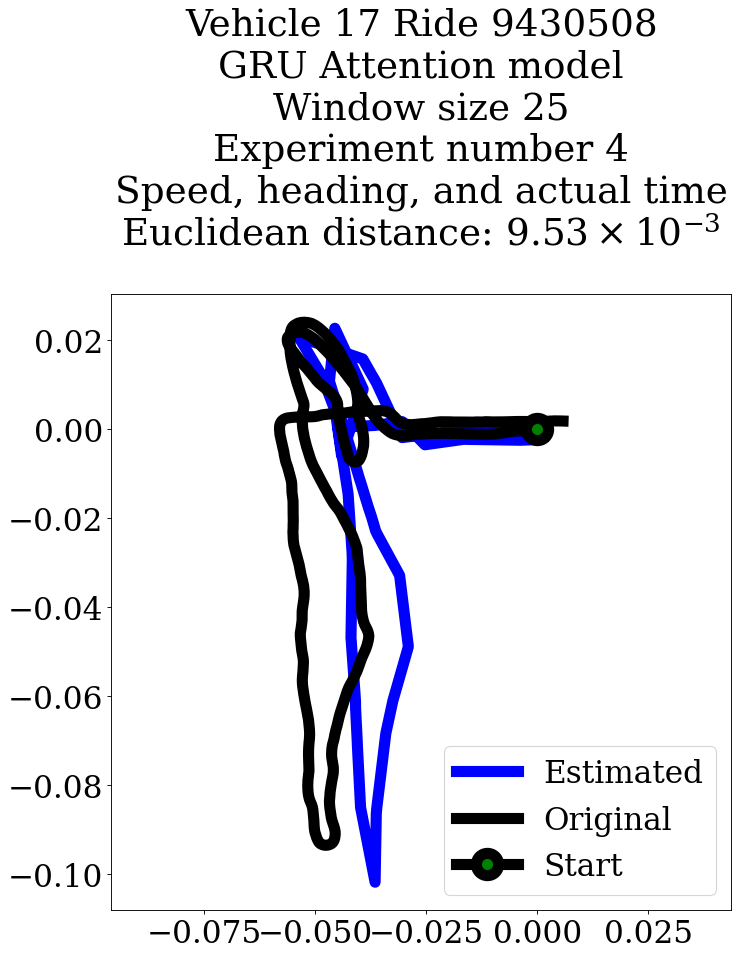 Vehicle 17 Ride 9430508
GRU Attention model
Window size 25
Experiment number 4
Speed, heading, and actual time
Euclidean distance: 9.53 × 10⁻³
0.02
0.00
−0.02
−0.04
−0.06
−0.08
−0.10
Estimated
Original
Start
−0.075 −0.050 −0.025 0.000 0.025